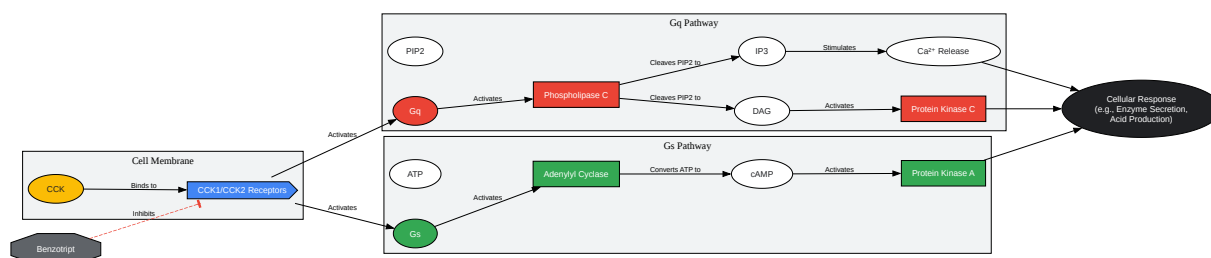 Gq Pathway
PIP2
IP3
Stimulates
Ca²⁺ Release
Cleaves PIP2 to
Phospholipase C
Activates
Gq
Cleaves PIP2 to
DAG
Activates
Protein Kinase C
Cellular Response
(e.g., Enzyme Secretion,
Acid Production)
Activates
Gs Pathway
ATP
Adenylyl Cyclase
Converts ATP to
cAMP
Activates
Protein Kinase A
Activates
Gs
Cell Membrane
CCK
Binds to
CCK1/CCK2 Receptors
Activates
Inhibits
Benzotript